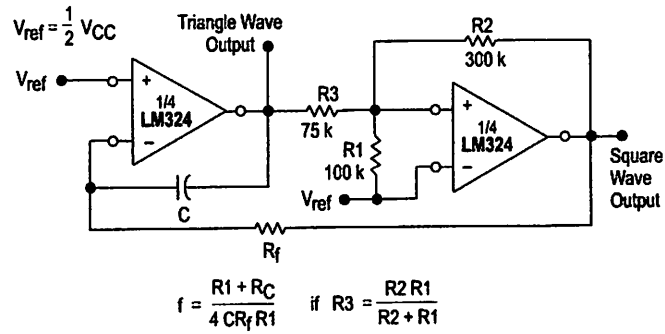 V_ref = 1/2 V_CC
Triangle Wave
Output
R2
300 k
V_ref
+
1/4
LM324
−
R3
75 k
+
1/4
LM324
−
R1
100 k
V_ref
Square
Wave
Output
C
R_f
f = R1 + R_C / 4 CR_f R1 if R3 = R2 R1 / R2 + R1